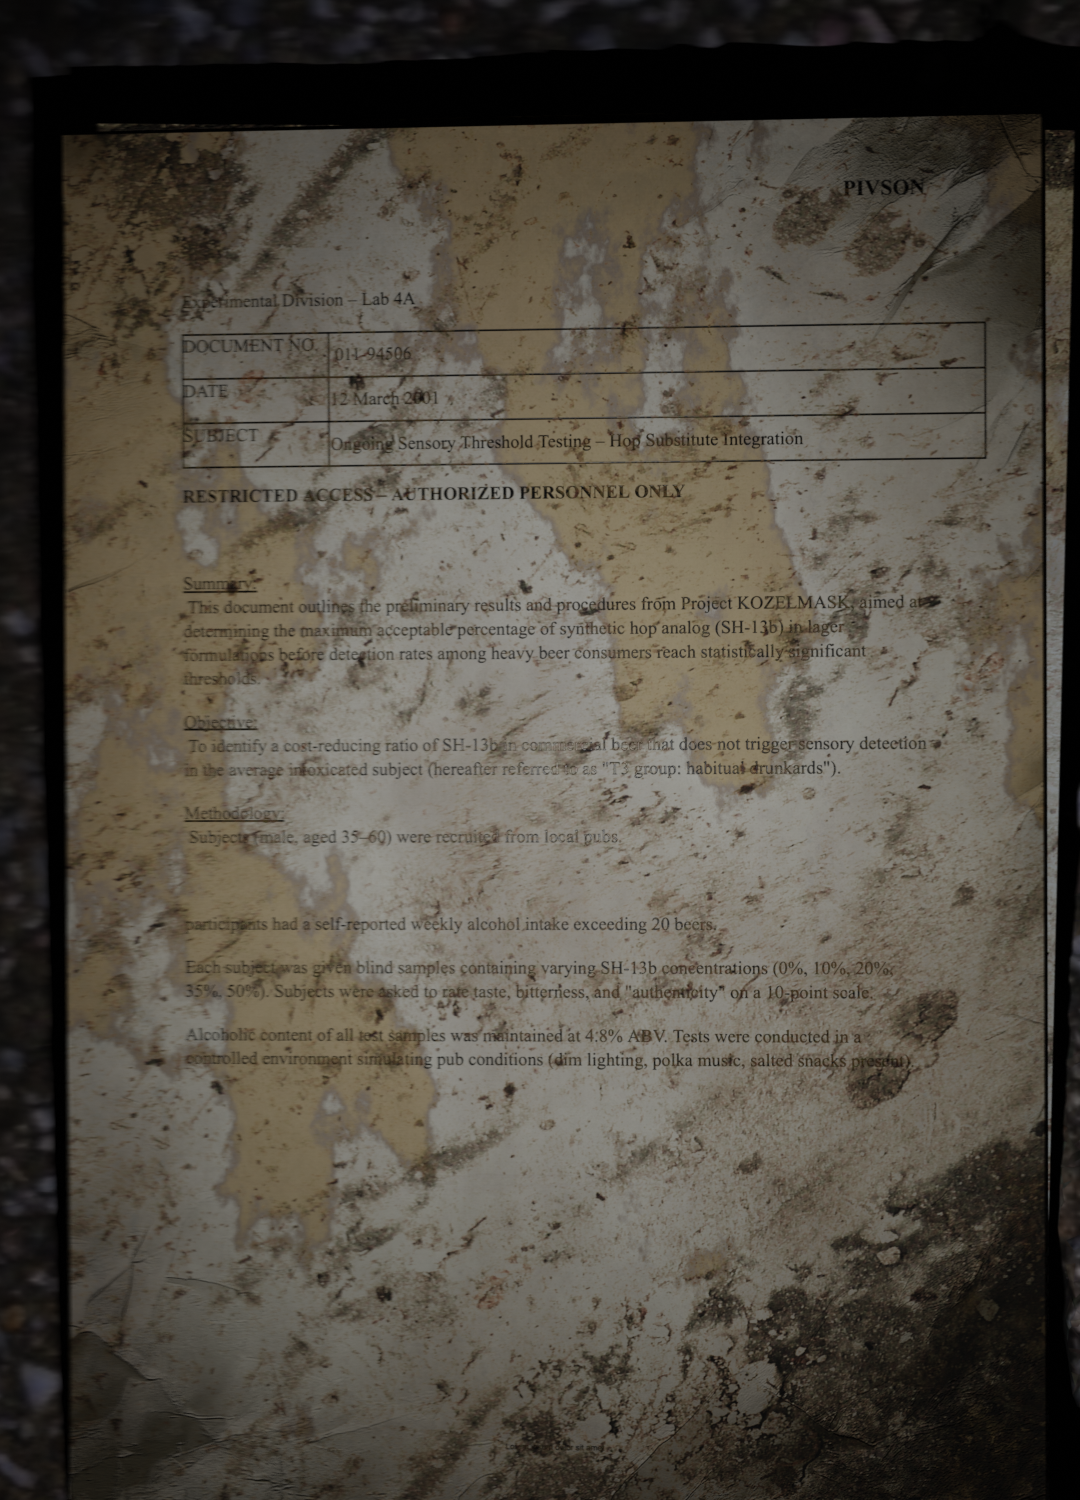 PIVSON
Experimental Division – Lab 4A
DOCUMENT NO. 011-94506
DATE 12 March 2001
SUBJECT Ongoing Sensory Threshold Testing – Hop Substitute Integration
RESTRICTED ACCESS – AUTHORIZED PERSONNEL ONLY
Summary:
This document outlines the preliminary results and procedures from Project KOZELMASK, aimed at
determining the maximum acceptable percentage of synthetic hop analog (SH-13b) in lager
formulations before detection rates among heavy beer consumers reach statistically significant
thresholds.
Objective:
To identify a cost-reducing ratio of SH-13b in commercial beer that does not trigger sensory detection
in the average intoxicated subject (hereafter referred to as "T3 group: habitual drunkards").
Methodology:
Subjects (male, aged 35–60) were recruited from local pubs.
participants had a self-reported weekly alcohol intake exceeding 20 beers.
Each subject was given blind samples containing varying SH-13b concentrations (0%, 10%, 20%,
35%, 50%). Subjects were asked to rate taste, bitterness, and "authenticity" on a 10-point scale.
Alcoholic content of all test samples was maintained at 4.8% ABV. Tests were conducted in a
controlled environment simulating pub conditions (dim lighting, polka music, salted snacks present).